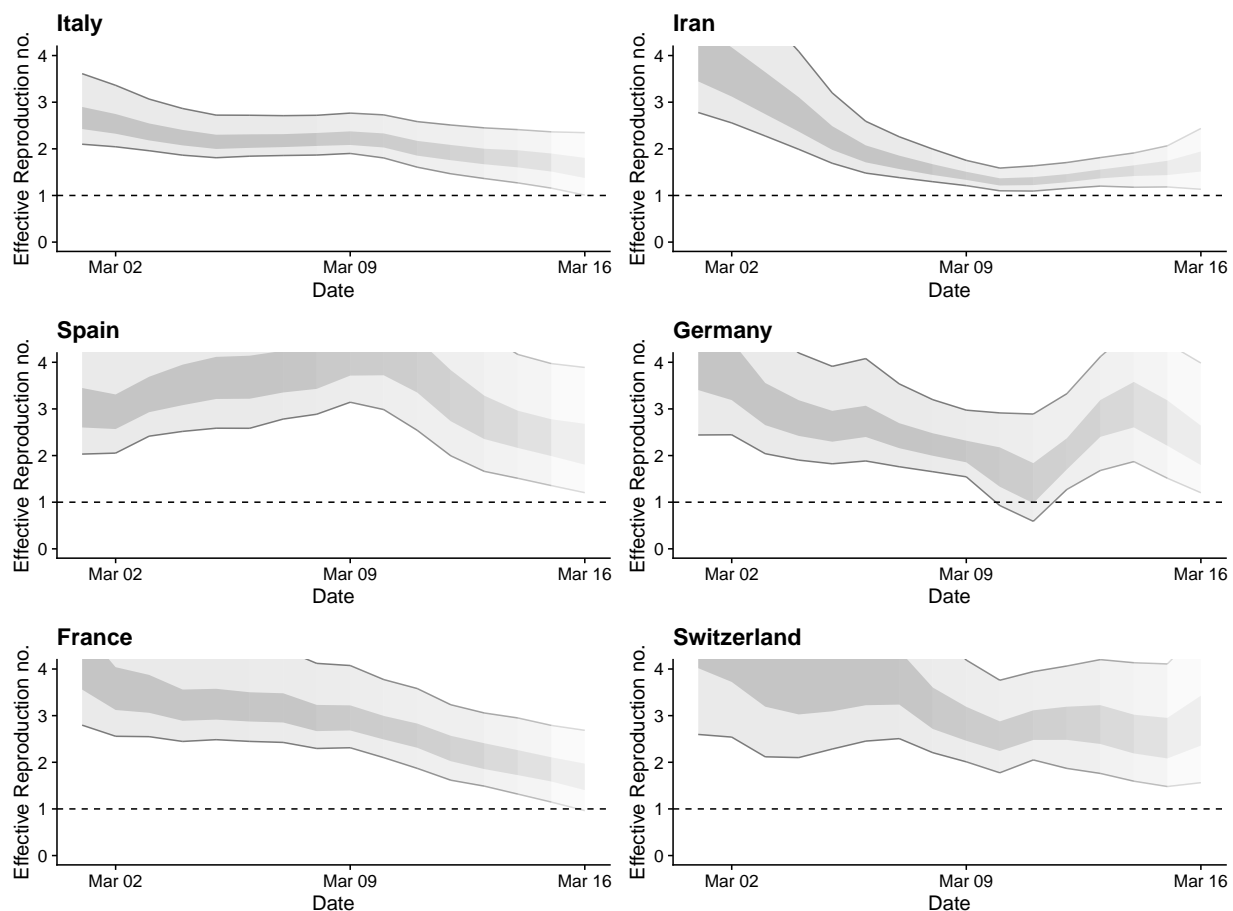 Italy
Effective Reproduction no.
4
3
2
1
0
Mar 02 Mar 09 Mar 16
Date
Iran
Effective Reproduction no.
4
3
2
1
0
Mar 02 Mar 09 Mar 16
Date
Spain
Effective Reproduction no.
4
3
2
1
0
Mar 02 Mar 09 Mar 16
Date
Germany
Effective Reproduction no.
4
3
2
1
0
Mar 02 Mar 09 Mar 16
Date
France
Effective Reproduction no.
4
3
2
1
0
Mar 02 Mar 09 Mar 16
Date
Switzerland
Effective Reproduction no.
4
3
2
1
0
Mar 02 Mar 09 Mar 16
Date